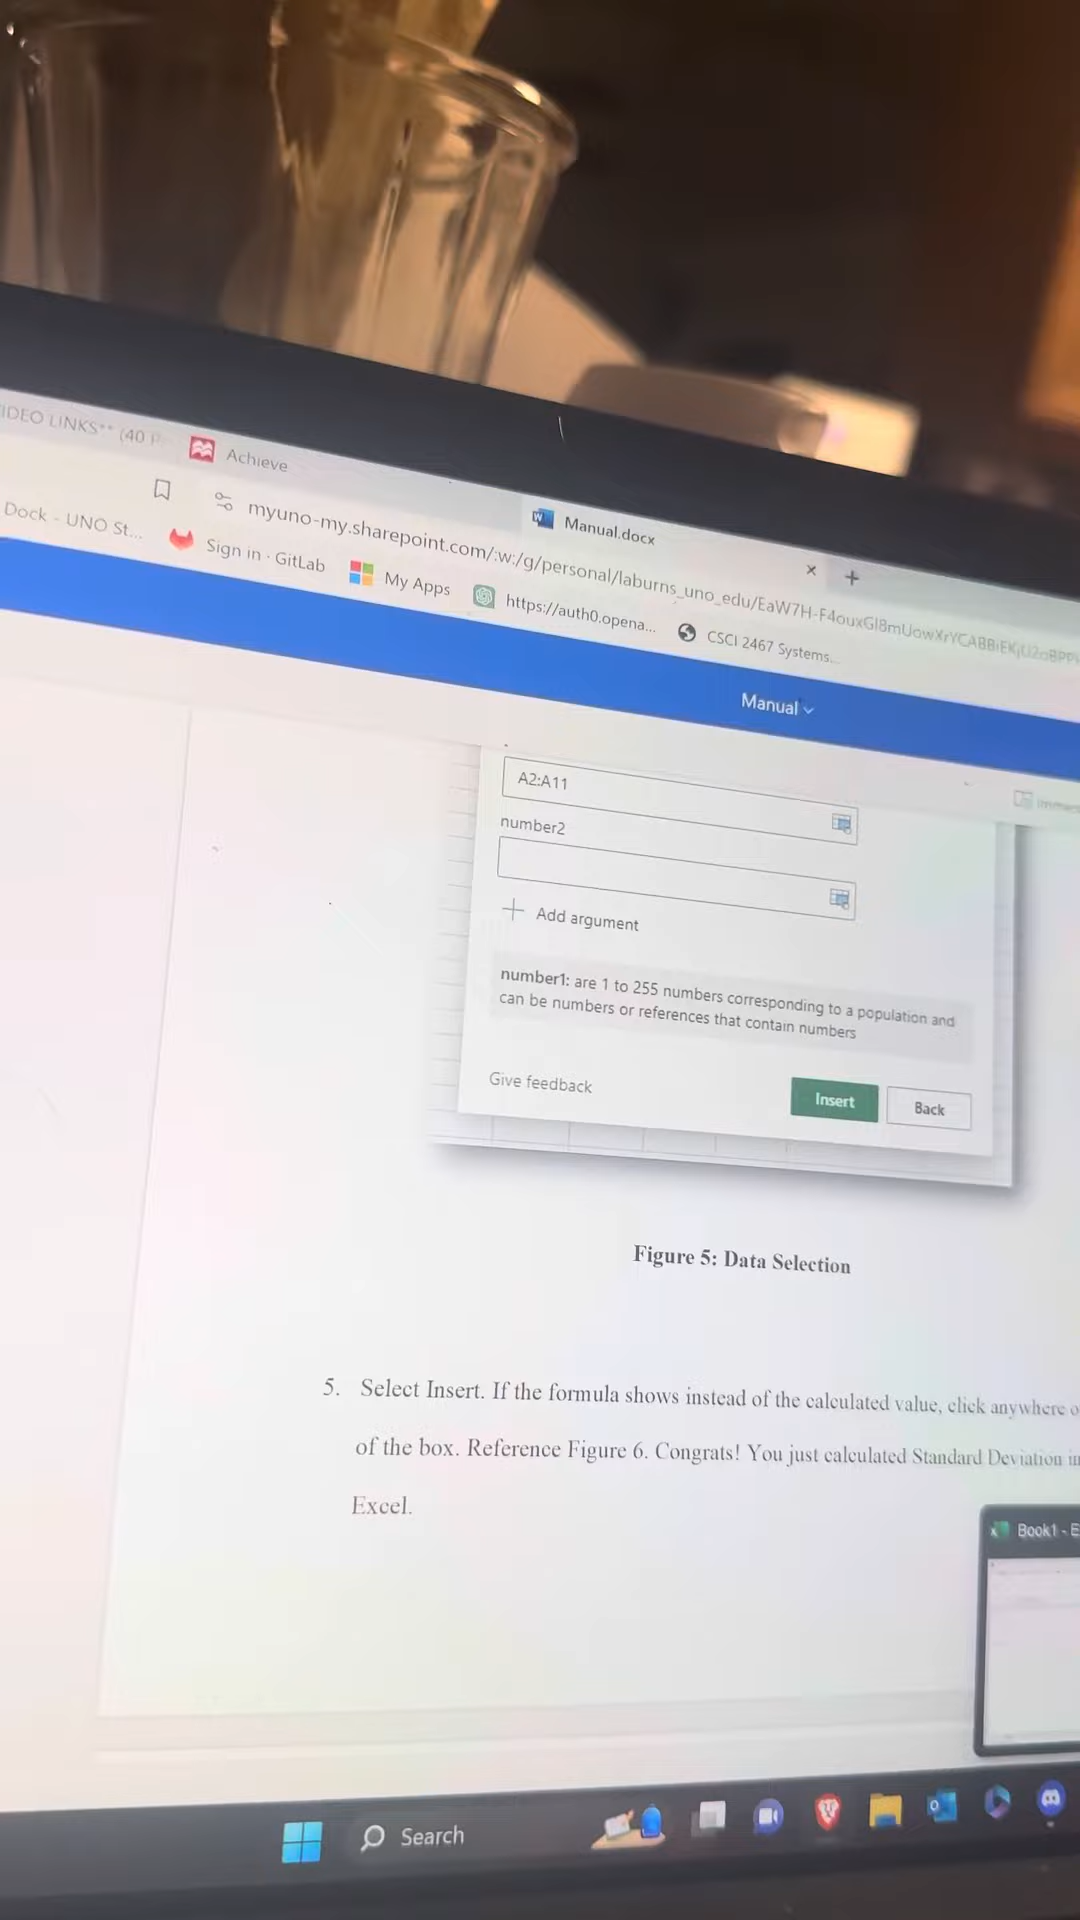 IDEO LINKS** (40 P
Achieve
Manual.docx
myuno-my.sharepoint.com/:w:/g/personal/laburns_uno_edu/
Dock - UNO St...
Sign in · GitLab
My Apps
https://auth0.opena...
CSCI 2467 Systems...
Manual
A2:A11
number2
Add argument
number1: are 1 to 255 numbers corresponding to a population and
can be numbers or references that contain numbers
Give feedback
Insert
Back
Figure 5: Data Selection
5. Select Insert. If the formula shows instead of the calculated value, click anywhere o
of the box. Reference Figure 6. Congrats! You just calculated Standard Deviation in
Excel.
Book1 - E
Search